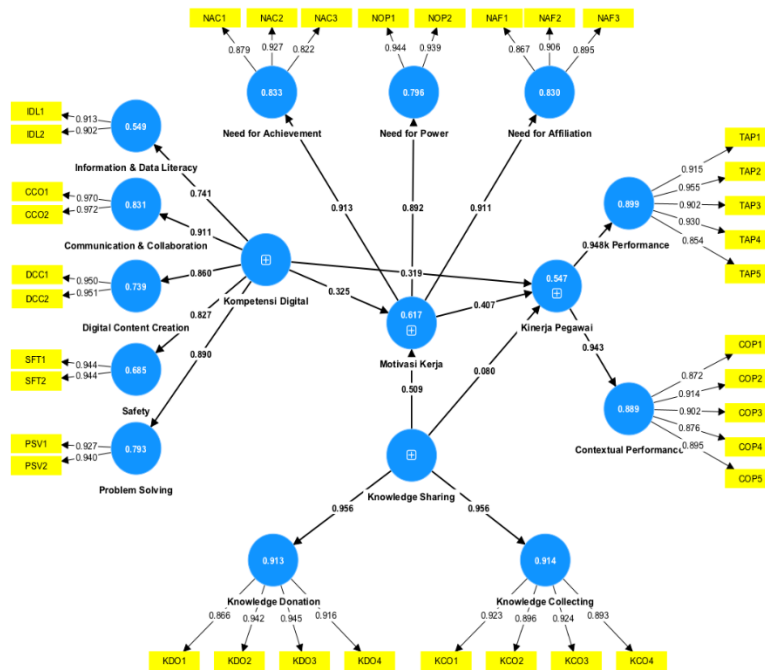 NAC1
NAC2
NAC3
NOP1
NOP2
NAF1
NAF2
NAF3
0.879
0.927
0.822
0.944
0.939
0.867
0.906
0.895
0.833
0.796
0.830
Need for Achievement
Need for Power
Need for Affiliation
IDL1
IDL2
0.913
0.902
0.549
Information & Data Literacy
CCO1
CCO2
0.970
0.972
0.831
Communication & Collaboration
DCC1
DCC2
0.950
0.951
0.739
Digital Content Creation
SFT1
SFT2
0.944
0.944
0.685
Safety
PSV1
PSV2
0.927
0.940
0.793
Problem Solving
0.741
0.911
0.860
0.827
0.890
Kompetensi Digital
0.913
0.892
0.911
0.319
0.325
0.617
Motivasi Kerja
0.407
0.509
0.080
0.547
Kinerja Pegawai
0.948k Performance
0.943
0.899
TAP1
TAP2
TAP3
TAP4
TAP5
0.915
0.955
0.902
0.930
0.854
0.889
Contextual Performance
COP1
COP2
COP3
COP4
COP5
0.872
0.914
0.902
0.876
0.895
Knowledge Sharing
0.956
0.956
0.913
Knowledge Donation
0.914
Knowledge Collecting
0.866
0.942
0.945
0.916
0.923
0.896
0.924
0.893
KDO1
KDO2
KDO3
KDO4
KCO1
KCO2
KCO3
KCO4